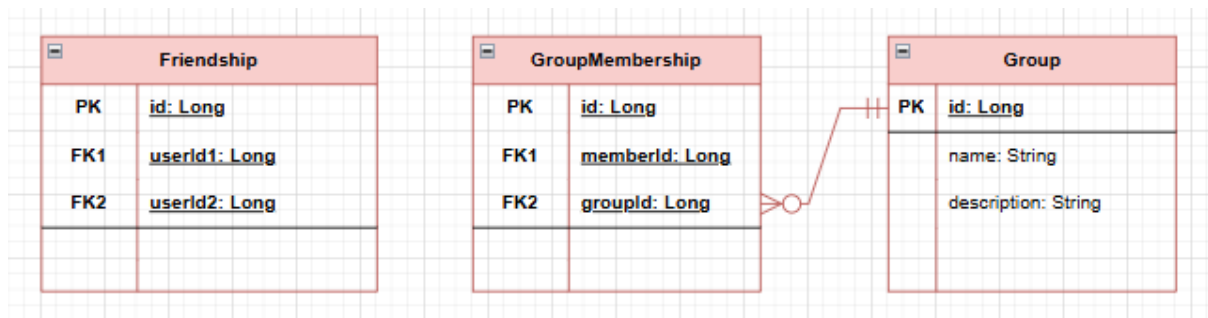 Friendship
PK id: Long
FK1 userId1: Long
FK2 userId2: Long
GroupMembership
PK id: Long
FK1 memberId: Long
FK2 groupId: Long
Group
PK id: Long
name: String
description: String